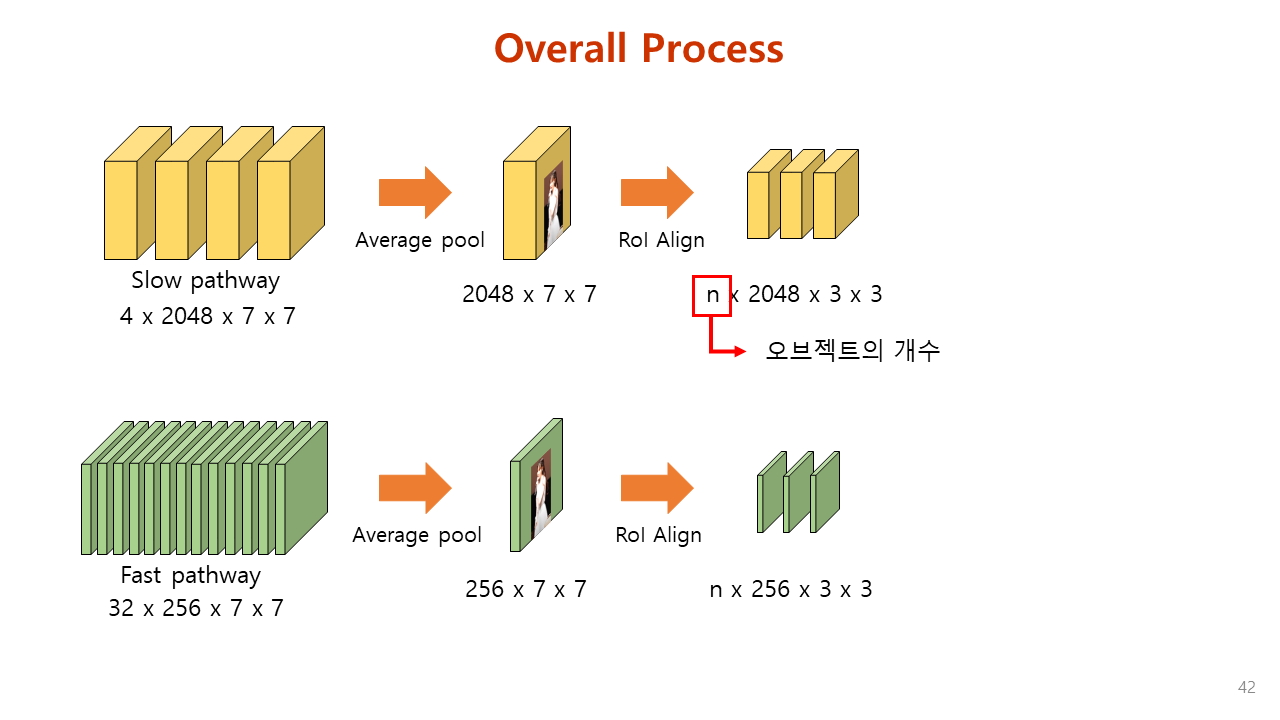 Overall Process
Average pool
RoI Align
Slow pathway
4 x 2048 x 7 x 7
2048 x 7 x 7
n x 2048 x 3 x 3
오브젝트의 개수
Average pool
RoI Align
Fast pathway
32 x 256 x 7 x 7
256 x 7 x 7
n x 256 x 3 x 3
42